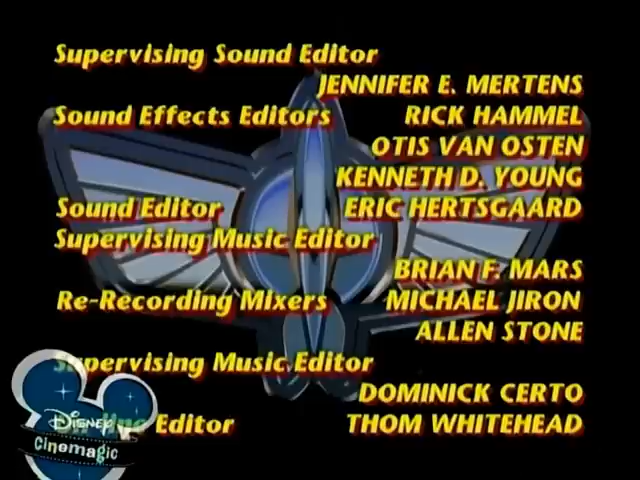 Supervising Sound Editor
JENNIFER E. MERTENS
Sound Effects Editors RICK HAMMEL
OTIS VAN OSTEN
KENNETH D. YOUNG
Sound Editor ERIC HERTSGAARD
Supervising Music Editor
BRIAN F. MARS
Re-Recording Mixers MICHAEL JIRON
ALLEN STONE
Supervising Music Editor
DOMINICK CERTO
Editor THOM WHITEHEAD
Disney
Cinemagic